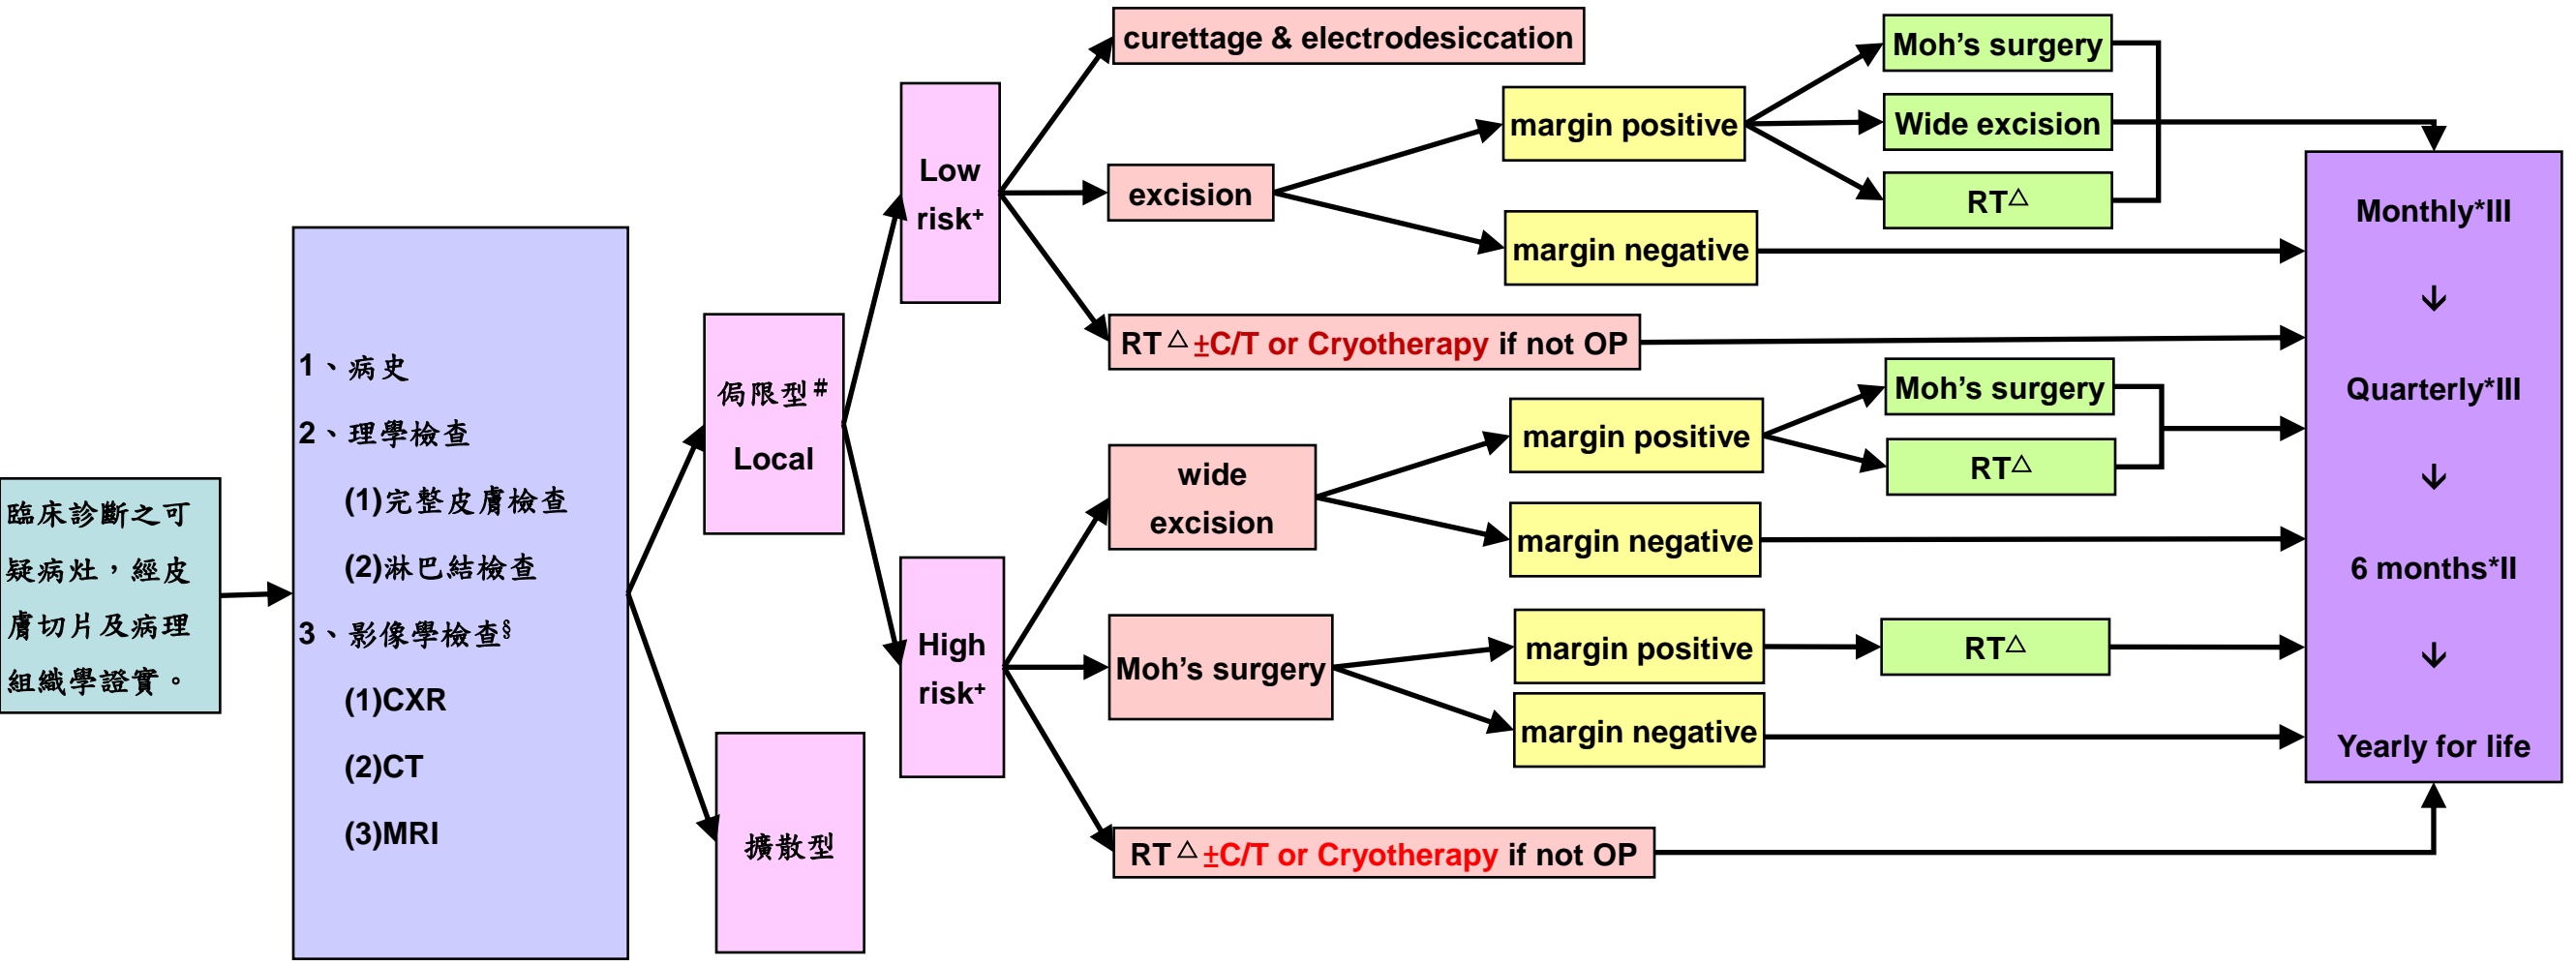 臨床診斷之可
疑病灶，經皮
膚切片及病理
組織學證實。
1、病史
2、理學檢查
(1)完整皮膚檢查
(2)淋巴結檢查
3、影像學檢查§
(1)CXR
(2)CT
(3)MRI
侷限型#
Local
擴散型
Low
risk+
High
risk+
curettage & electrodesiccation
excision
RT△±C/T or Cryotherapy if not OP
wide
excision
Moh’s surgery
RT△±C/T or Cryotherapy if not OP
margin positive
margin negative
margin positive
margin negative
margin positive
margin negative
Moh’s surgery
Wide excision
RT△
Moh’s surgery
RT△
RT△
Monthly*III
↓
Quarterly*III
↓
6 months*II
↓
Yearly for life